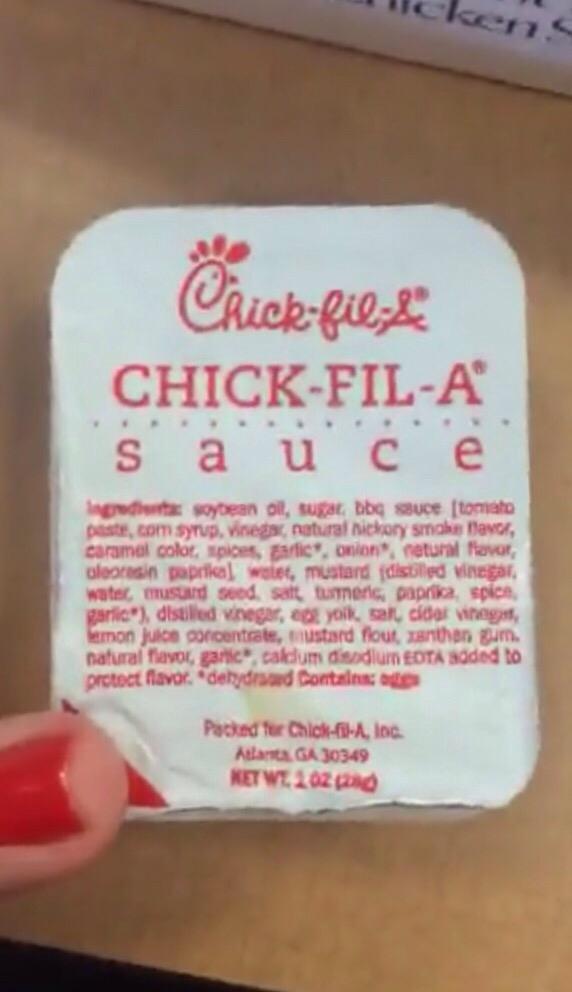 chicken S
Chick-fil-A®
CHICK-FIL-A®
sauce
Ingredients: soybean oil, sugar, bbq sauce [tomato
paste, corn syrup, vinegar, natural hickory smoke flavor,
caramel color, spices, garlic*, onion*, natural flavor,
oleoresin paprika], water, mustard (distilled vinegar,
water, mustard seed, salt, turmeric, paprika, spice,
garlic*), distilled vinegar, egg yolk, salt, cider vinegar,
lemon juice concentrate, mustard flour, xanthan gum,
natural flavor, garlic*, calcium disodium EDTA added to
protect flavor. *dehydrated Contains: eggs
Packed for Chick-fil-A, Inc.
Atlanta, GA 30349
NET WT. 1 OZ (28g)